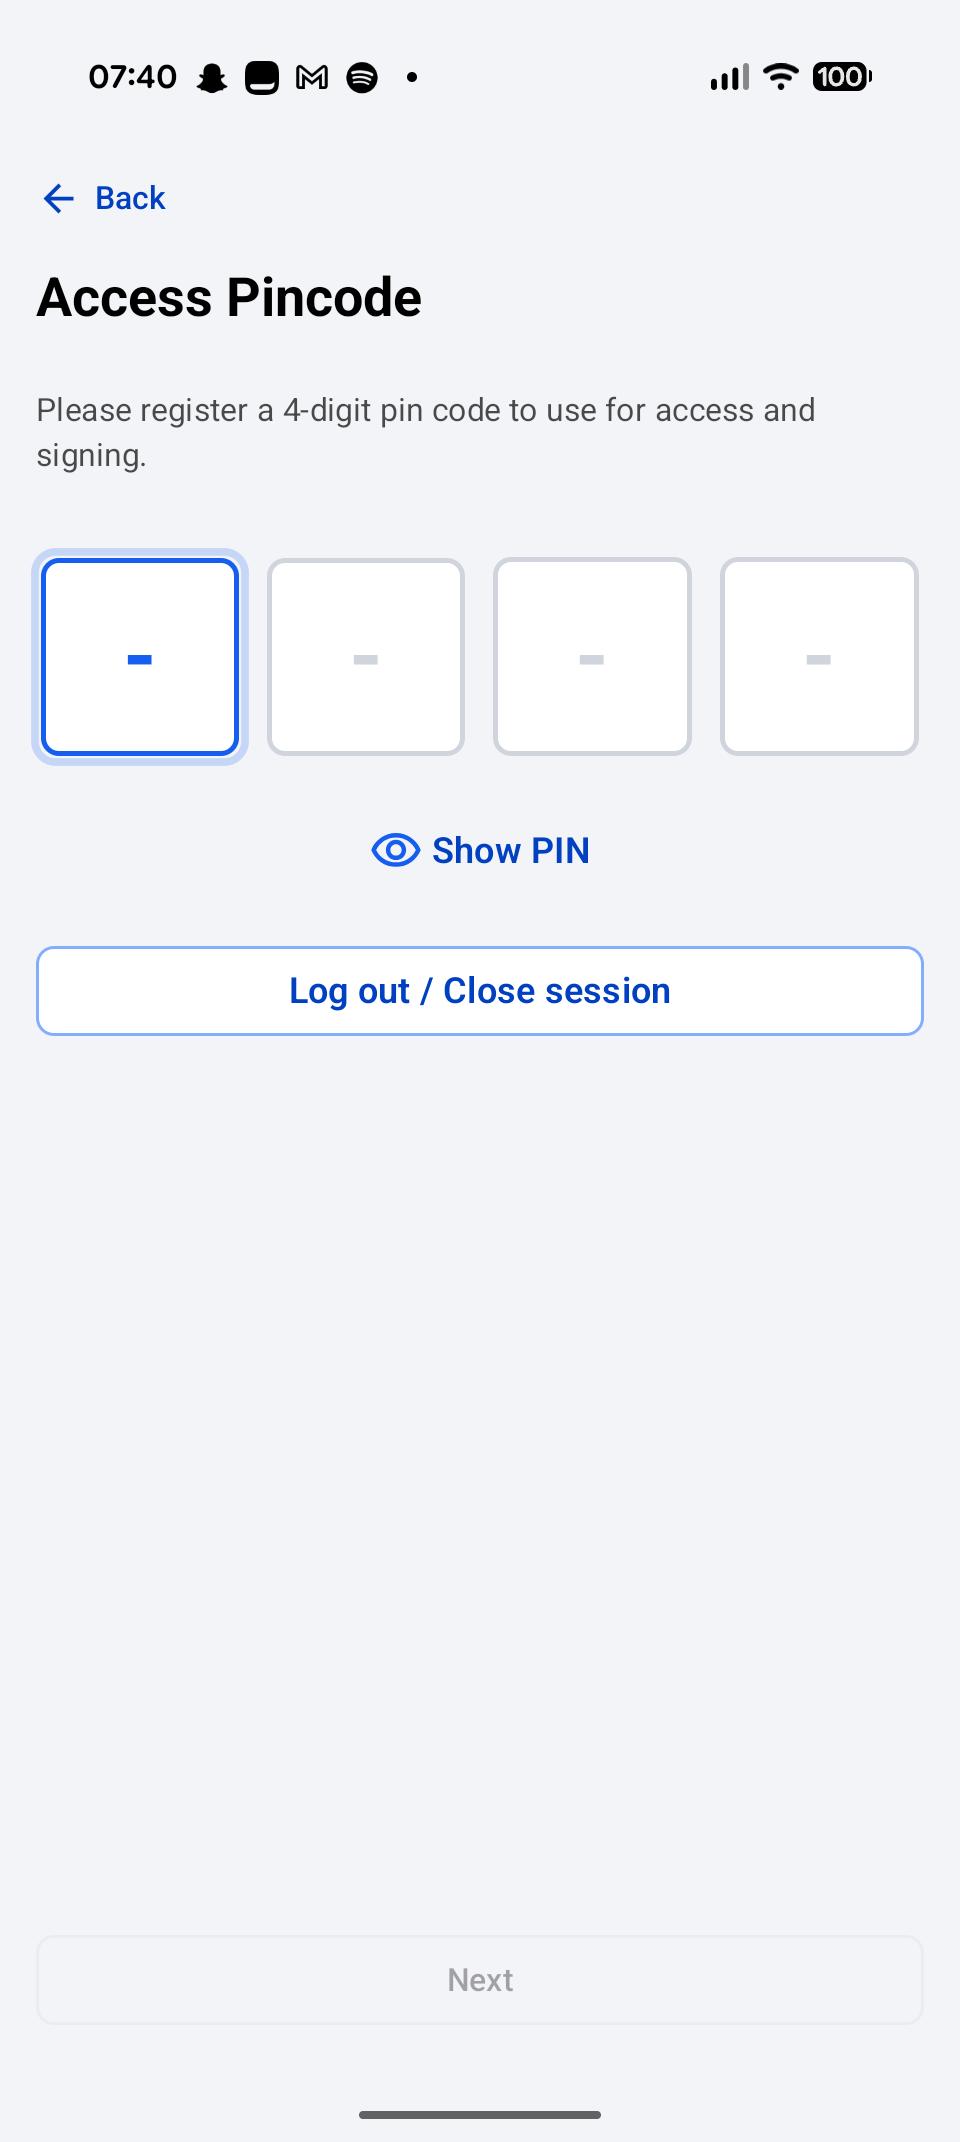 07:40
100
Back
Access Pincode
Please register a 4-digit pin code to use for access and
signing.
- - - -
Show PIN
Log out / Close session
Next